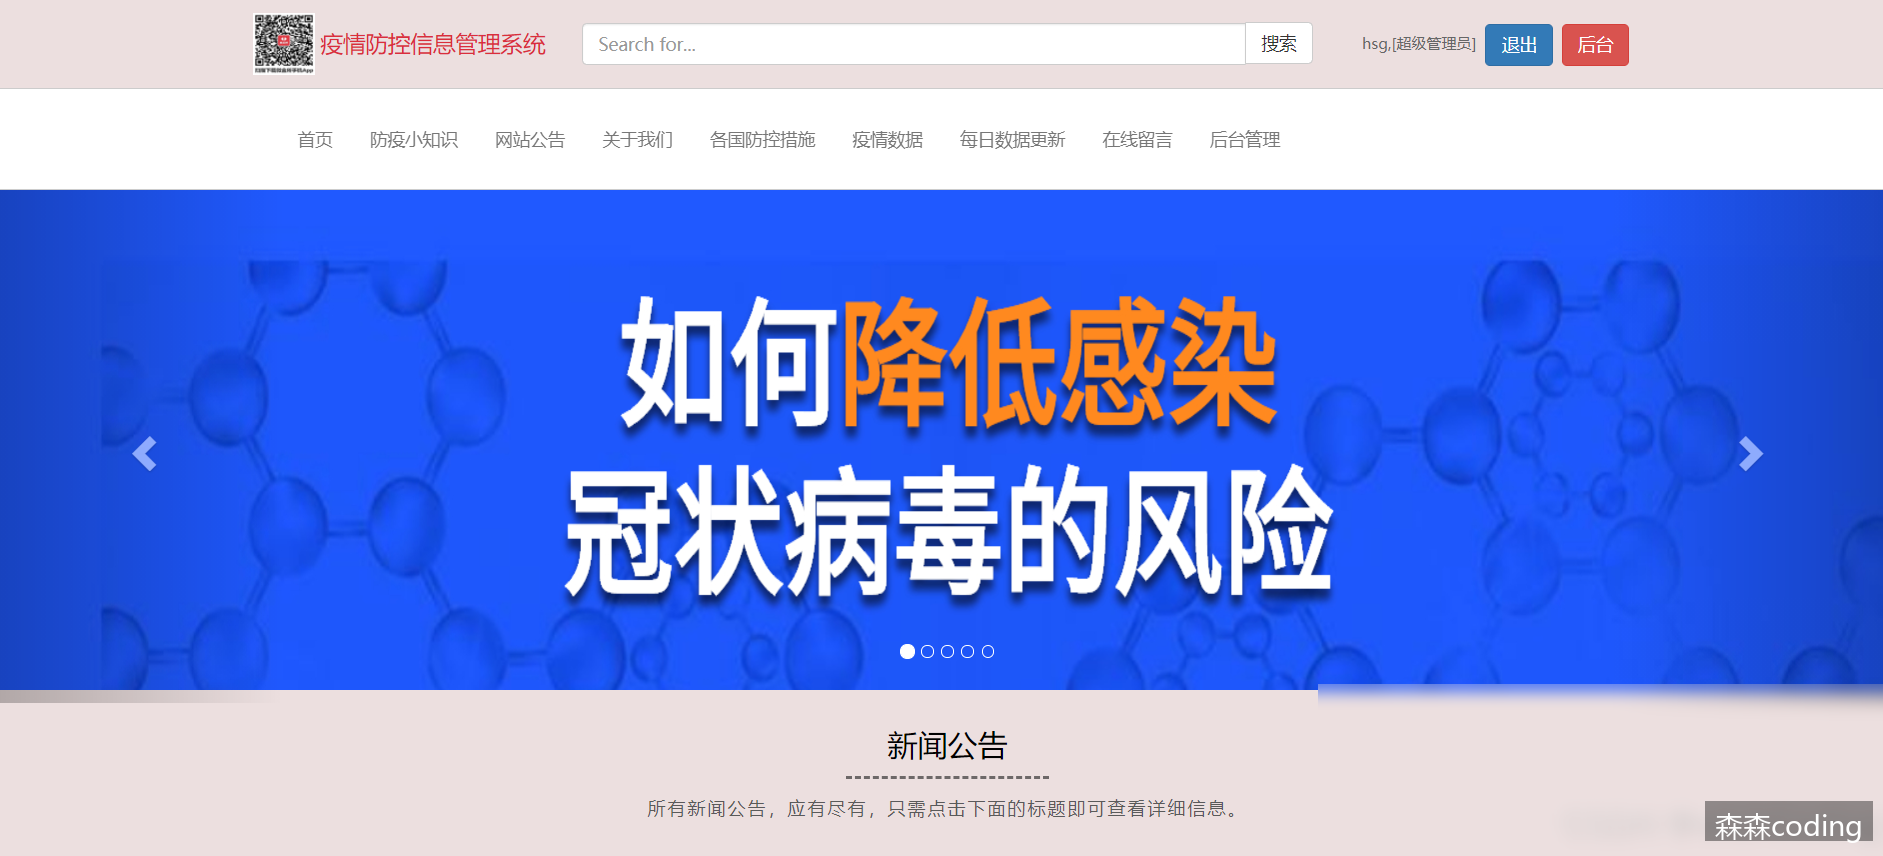 疫情防控信息管理系统
Search for...
搜索
hsg,[超级管理员]
退出
后台
首页
防疫小知识
网站公告
关于我们
各国防控措施
疫情数据
每日数据更新
在线留言
后台管理
如何降低感染
冠状病毒的风险
新闻公告
所有新闻公告，应有尽有，只需点击下面的标题即可查看详细信息。
森森coding